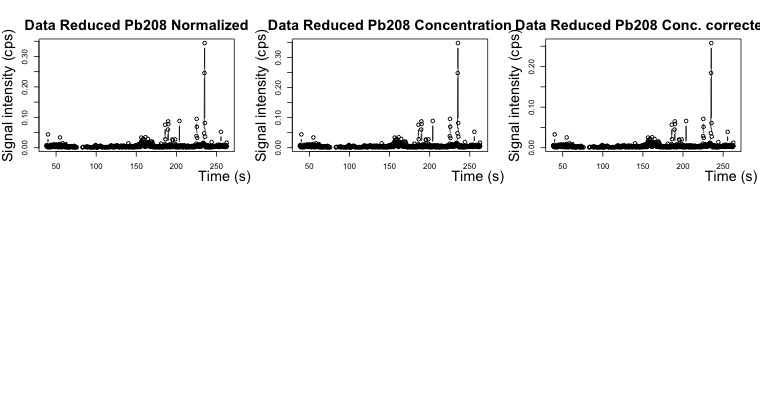 Data Reduced Pb208 Normalized
Signal intensity (cps)
0.00 0.10 0.20 0.30
50 100 150 200 250
Time (s)
Data Reduced Pb208 Concentration
Signal intensity (cps)
0.00 0.10 0.20 0.30
50 100 150 200 250
Time (s)
Data Reduced Pb208 Conc. correcte
Signal intensity (cps)
0.00 0.10 0.20
50 100 150 200 250
Time (s)